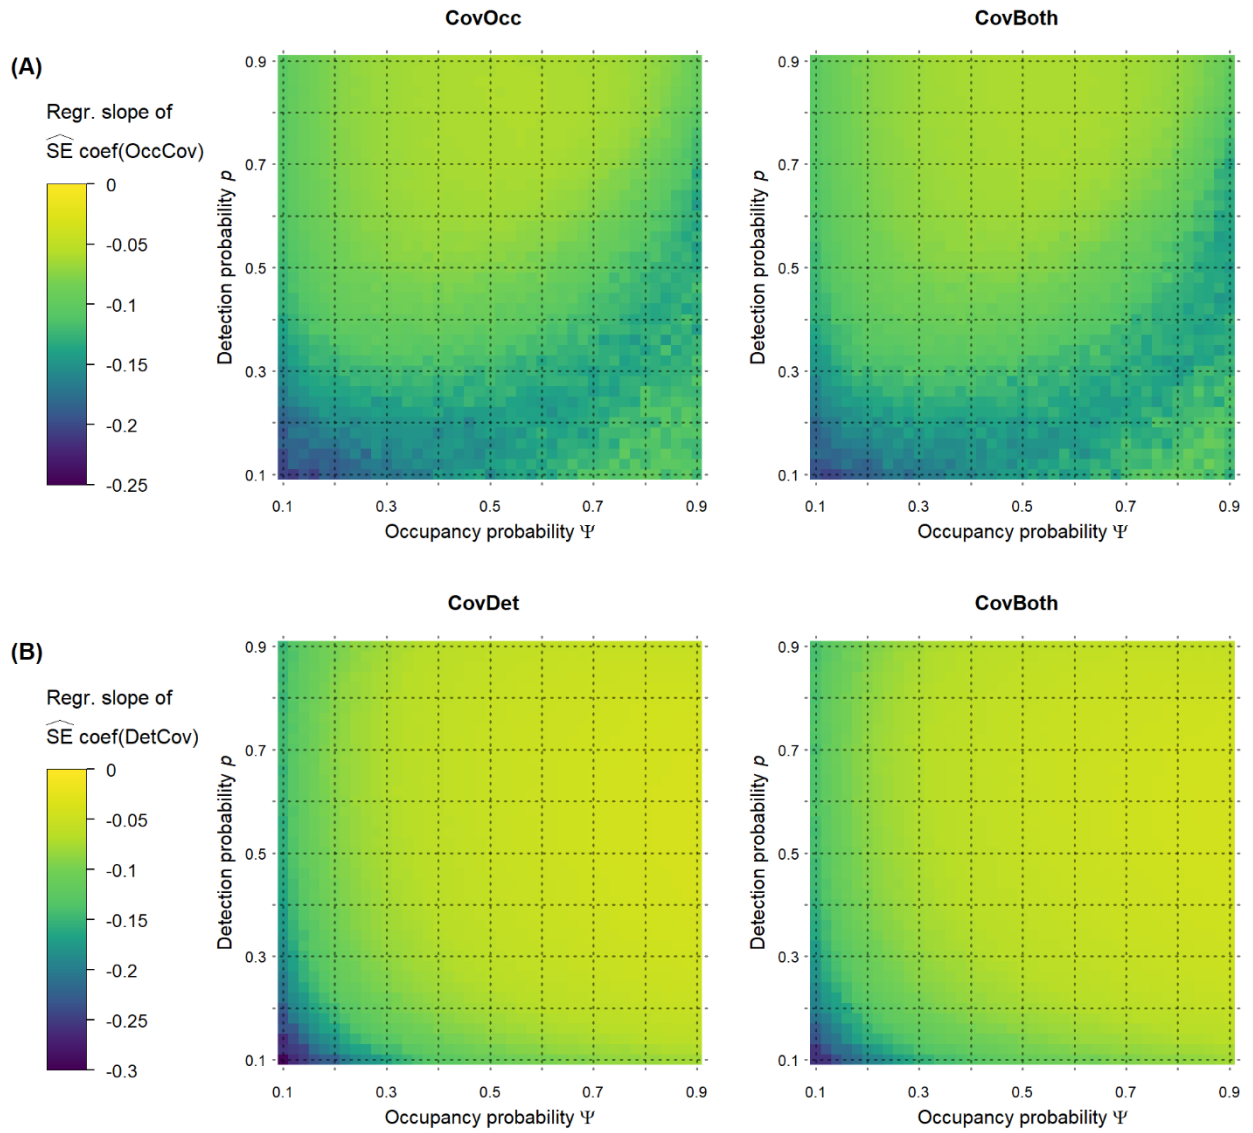 CovOcc CovBoth
(A)
Regr. slope of
SE coef(OccCov)
0
-0.05
-0.1
-0.15
-0.2
-0.25
Detection probability p
0.9
0.7
0.5
0.3
0.1
0.1 0.3 0.5 0.7 0.9
Occupancy probability Ψ
Detection probability p
0.9
0.7
0.5
0.3
0.1
0.1 0.3 0.5 0.7 0.9
Occupancy probability Ψ
CovDet CovBoth
(B)
Regr. slope of
SE coef(DetCov)
0
-0.05
-0.1
-0.15
-0.2
-0.25
-0.3
Detection probability p
0.9
0.7
0.5
0.3
0.1
0.1 0.3 0.5 0.7 0.9
Occupancy probability Ψ
Detection probability p
0.9
0.7
0.5
0.3
0.1
0.1 0.3 0.5 0.7 0.9
Occupancy probability Ψ